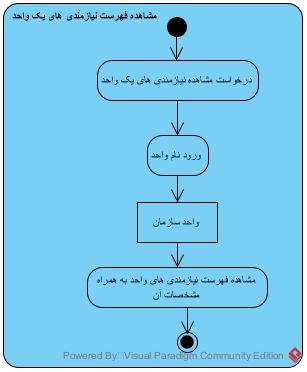 مشاهده فهرست نیازمندی های یک واحد
درخواست مشاهده نیازمندی های یک واحد
ورود نام واحد
واحد سازمان
مشاهده فهرست نیازمندی های واحد به همراه
مشخصات آن
Powered By Visual Paradigm Community Edition